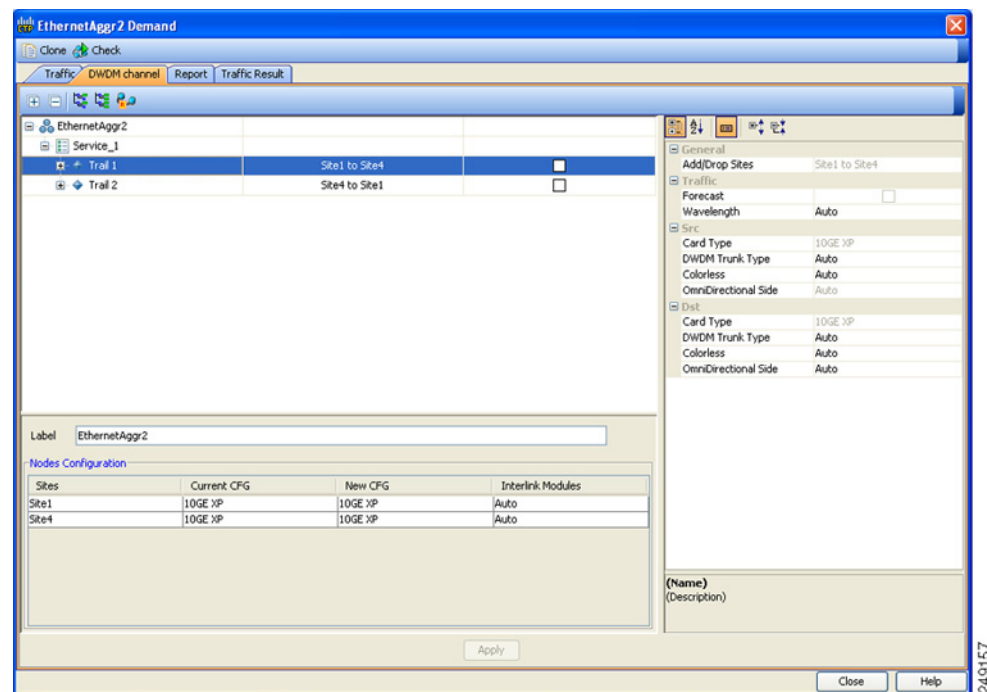 CTP EthernetAggr2 Demand
Clone Check
Traffic DWDM channel Report Traffic Result
EthernetAggr2
Service_1
Trail 1 Site1 to Site4
Trail 2 Site4 to Site1
General
Add/Drop Sites Site1 to Site4
Traffic
Forecast
Wavelength Auto
Src
Card Type 10GE XP
DWDM Trunk Type Auto
Colorless Auto
OmniDirectional Side Auto
Dst
Card Type 10GE XP
DWDM Trunk Type Auto
Colorless Auto
OmniDirectional Side Auto
Label EthernetAggr2
Nodes Configuration
Sites Current CFG New CFG Interlink Modules
Site1 10GE XP 10GE XP Auto
Site4 10GE XP 10GE XP Auto
(Name)
(Description)
Apply
Close Help
249157